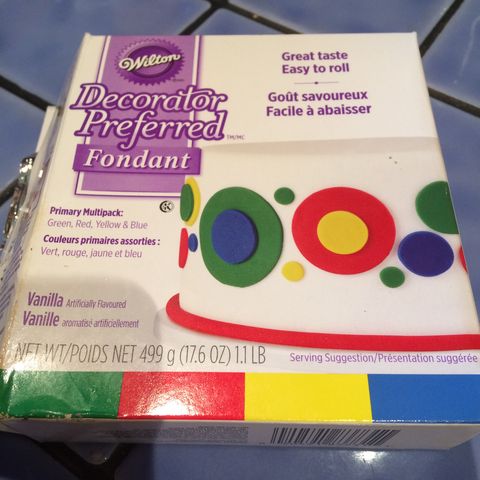 Wilton
Decorator
Preferred TM/MC
Fondant
Great taste
Easy to roll
Goût savoureux
Facile à abaisser
Primary Multipack:
Green, Red, Yellow & Blue
Couleurs primaires assorties :
Vert, rouge, jaune et bleu
Vanilla Artificially Flavoured
Vanille aromatisé artificiellement
NET WT/POIDS NET 499 g (17.6 OZ) 1.1 LB
Serving Suggestion/Présentation suggérée